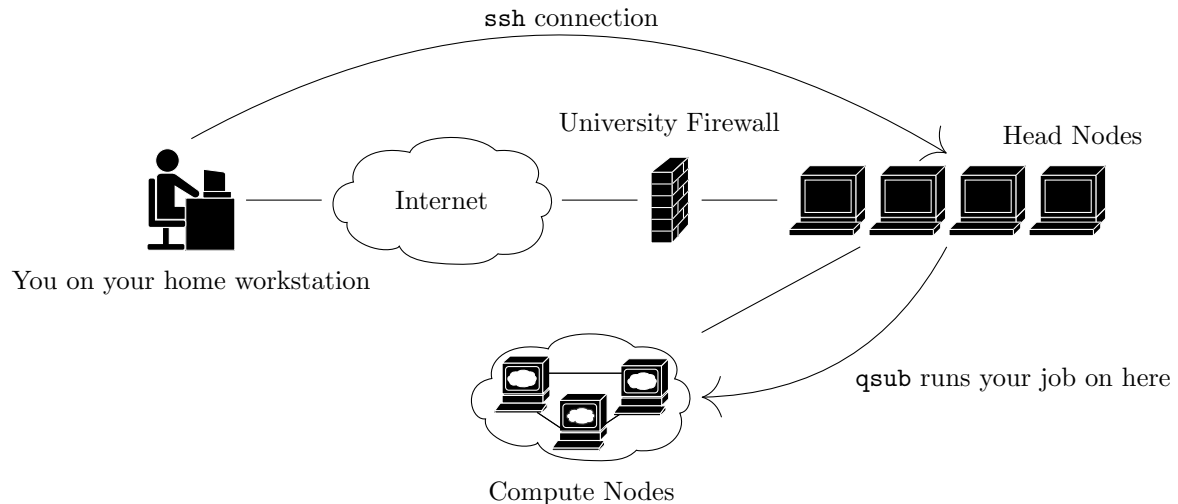 ssh connection
University Firewall
Head Nodes
Internet
You on your home workstation
qsub runs your job on here
Compute Nodes